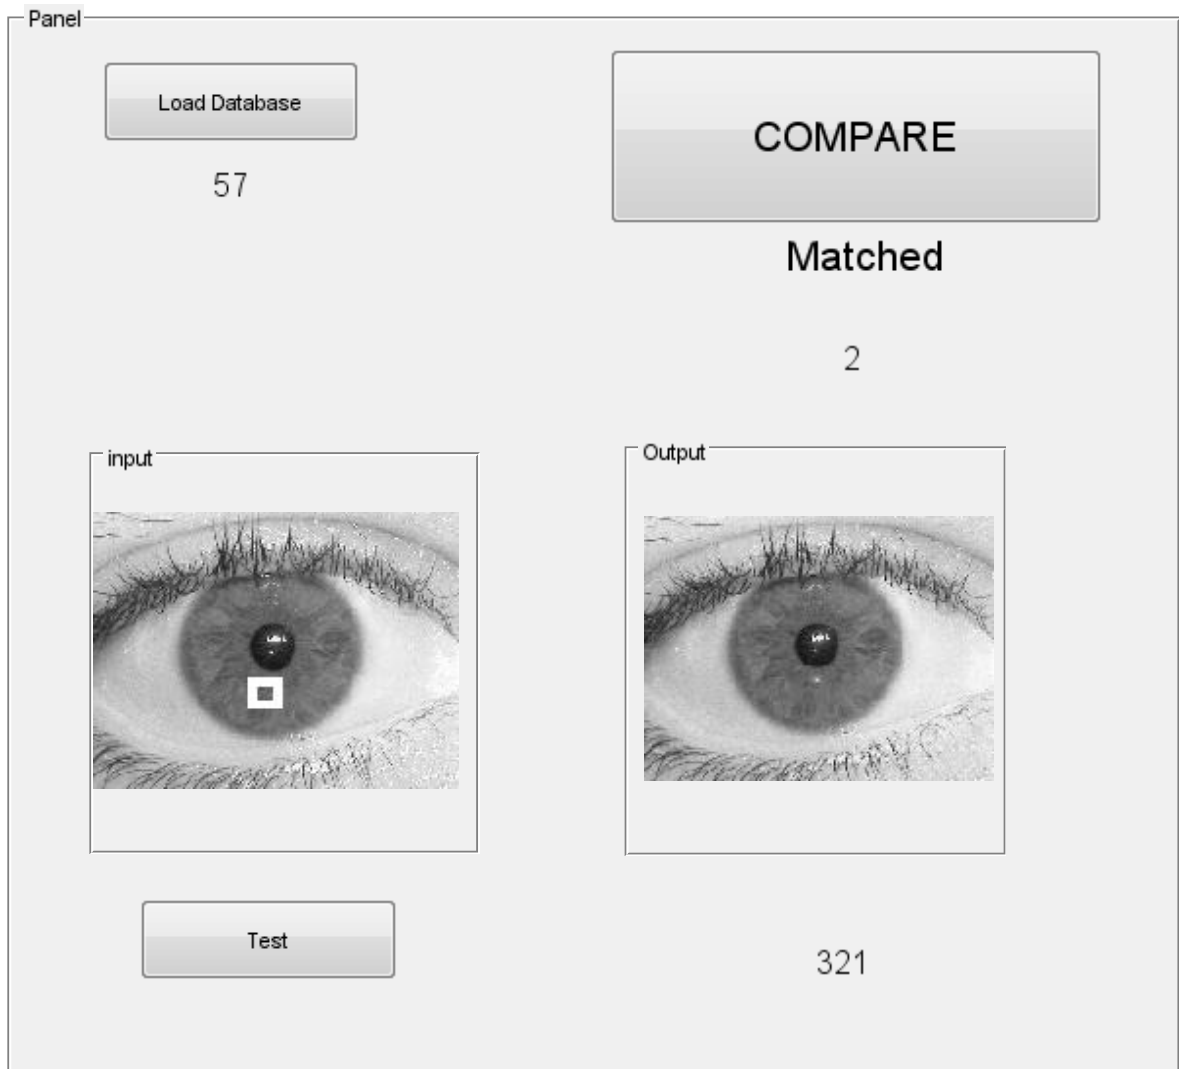 Panel
Load Database
57
COMPARE
Matched
2
input
Output
Test
321